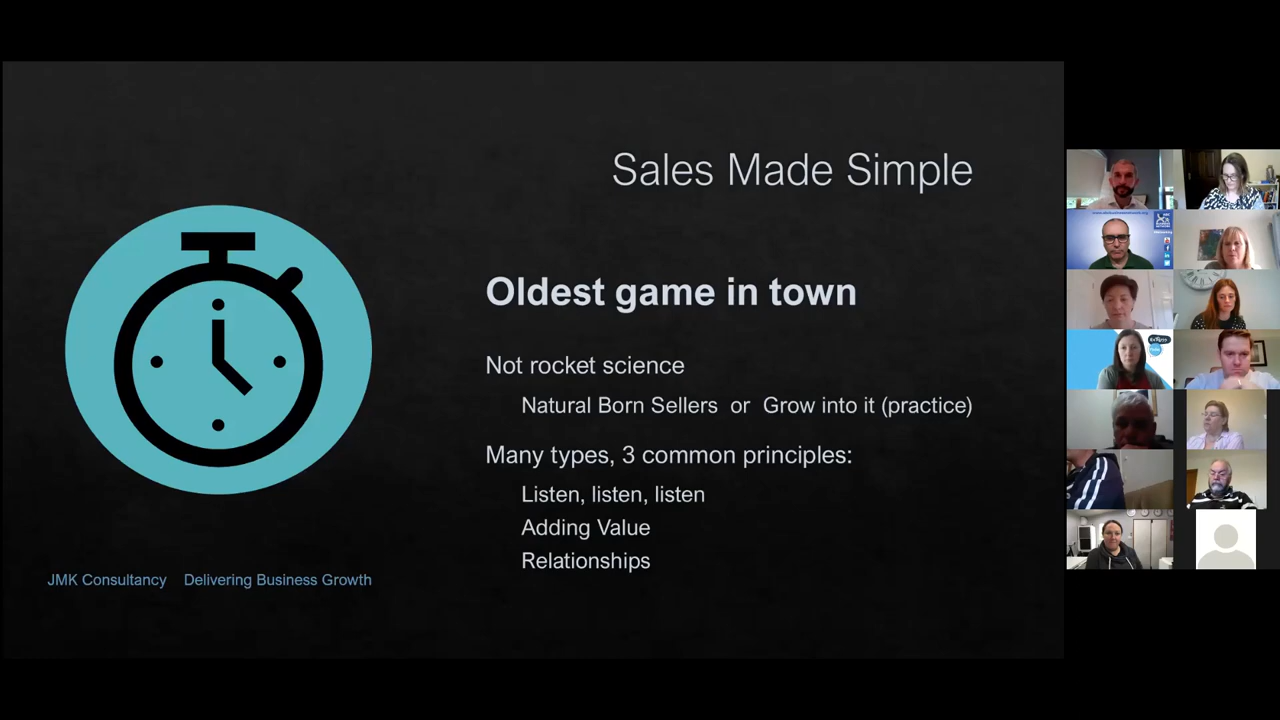 Sales Made Simple
Oldest game in town
Not rocket science
Natural Born Sellers or Grow into it (practice)
Many types, 3 common principles:
Listen, listen, listen
Adding Value
Relationships
JMK Consultancy Delivering Business Growth